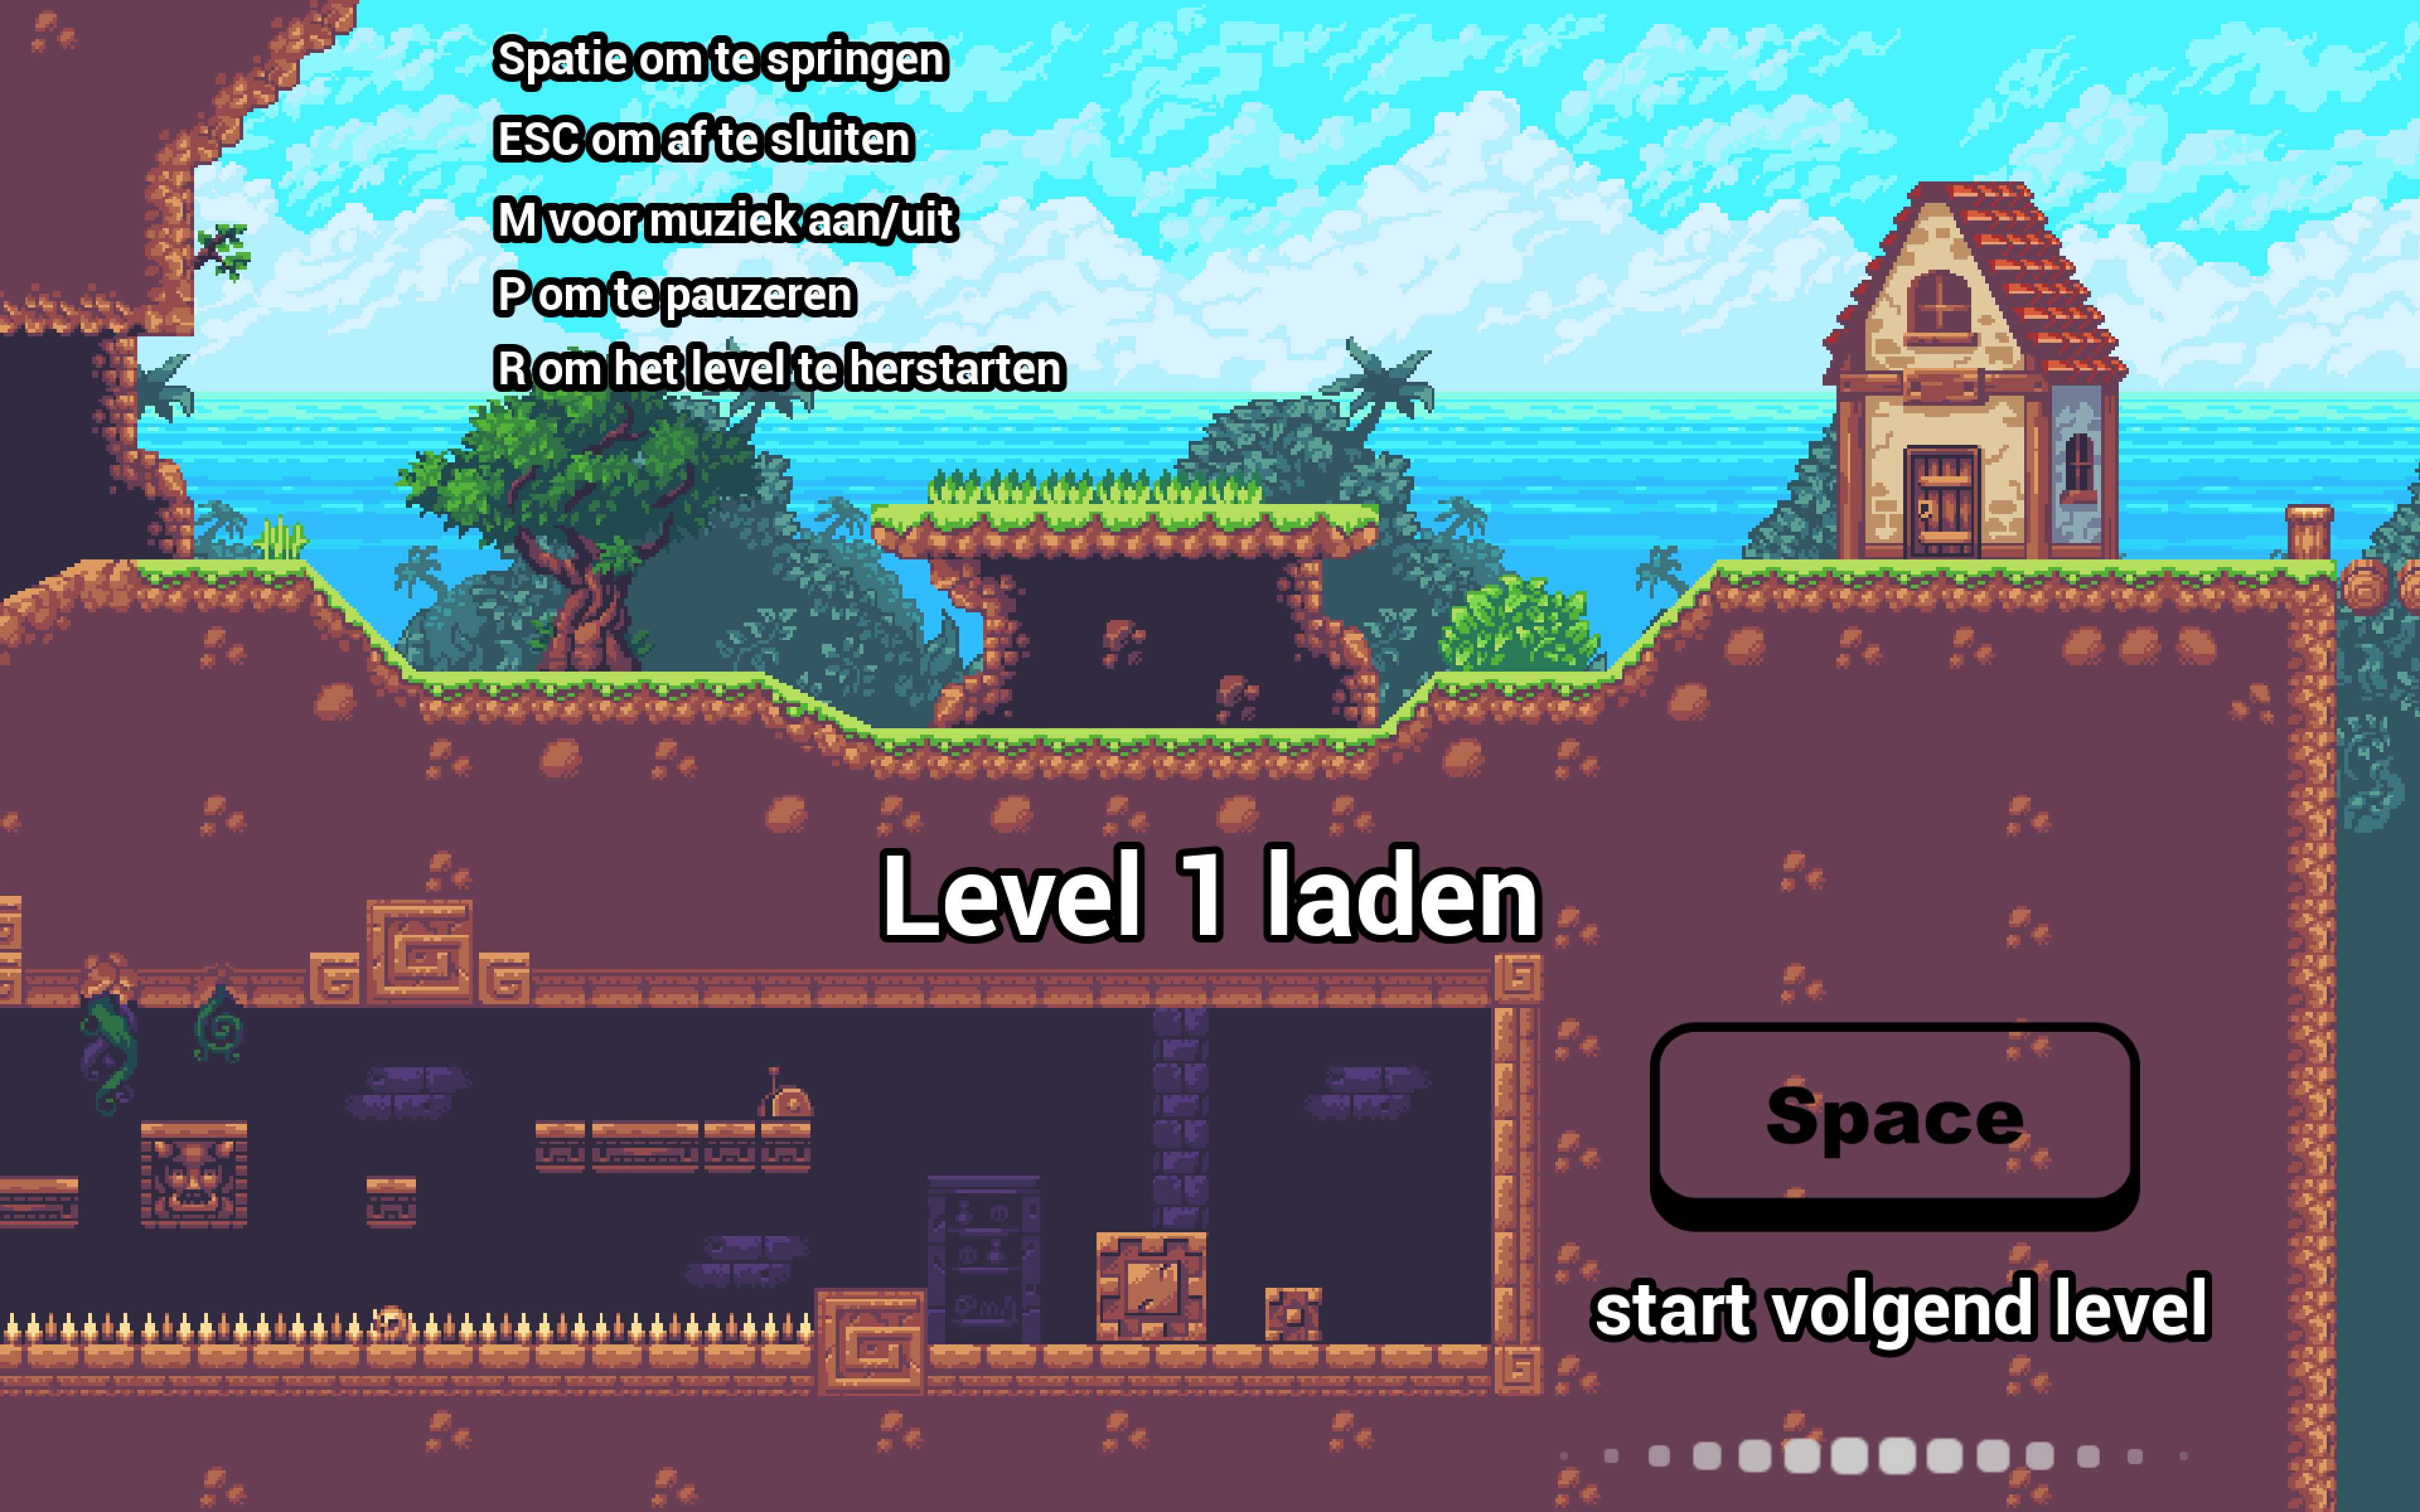 Spatie om te springen
ESC om af te sluiten
M voor muziek aan/uit
P om te pauzeren
R om het level te herstarten
Level 1 laden
Space
start volgend level